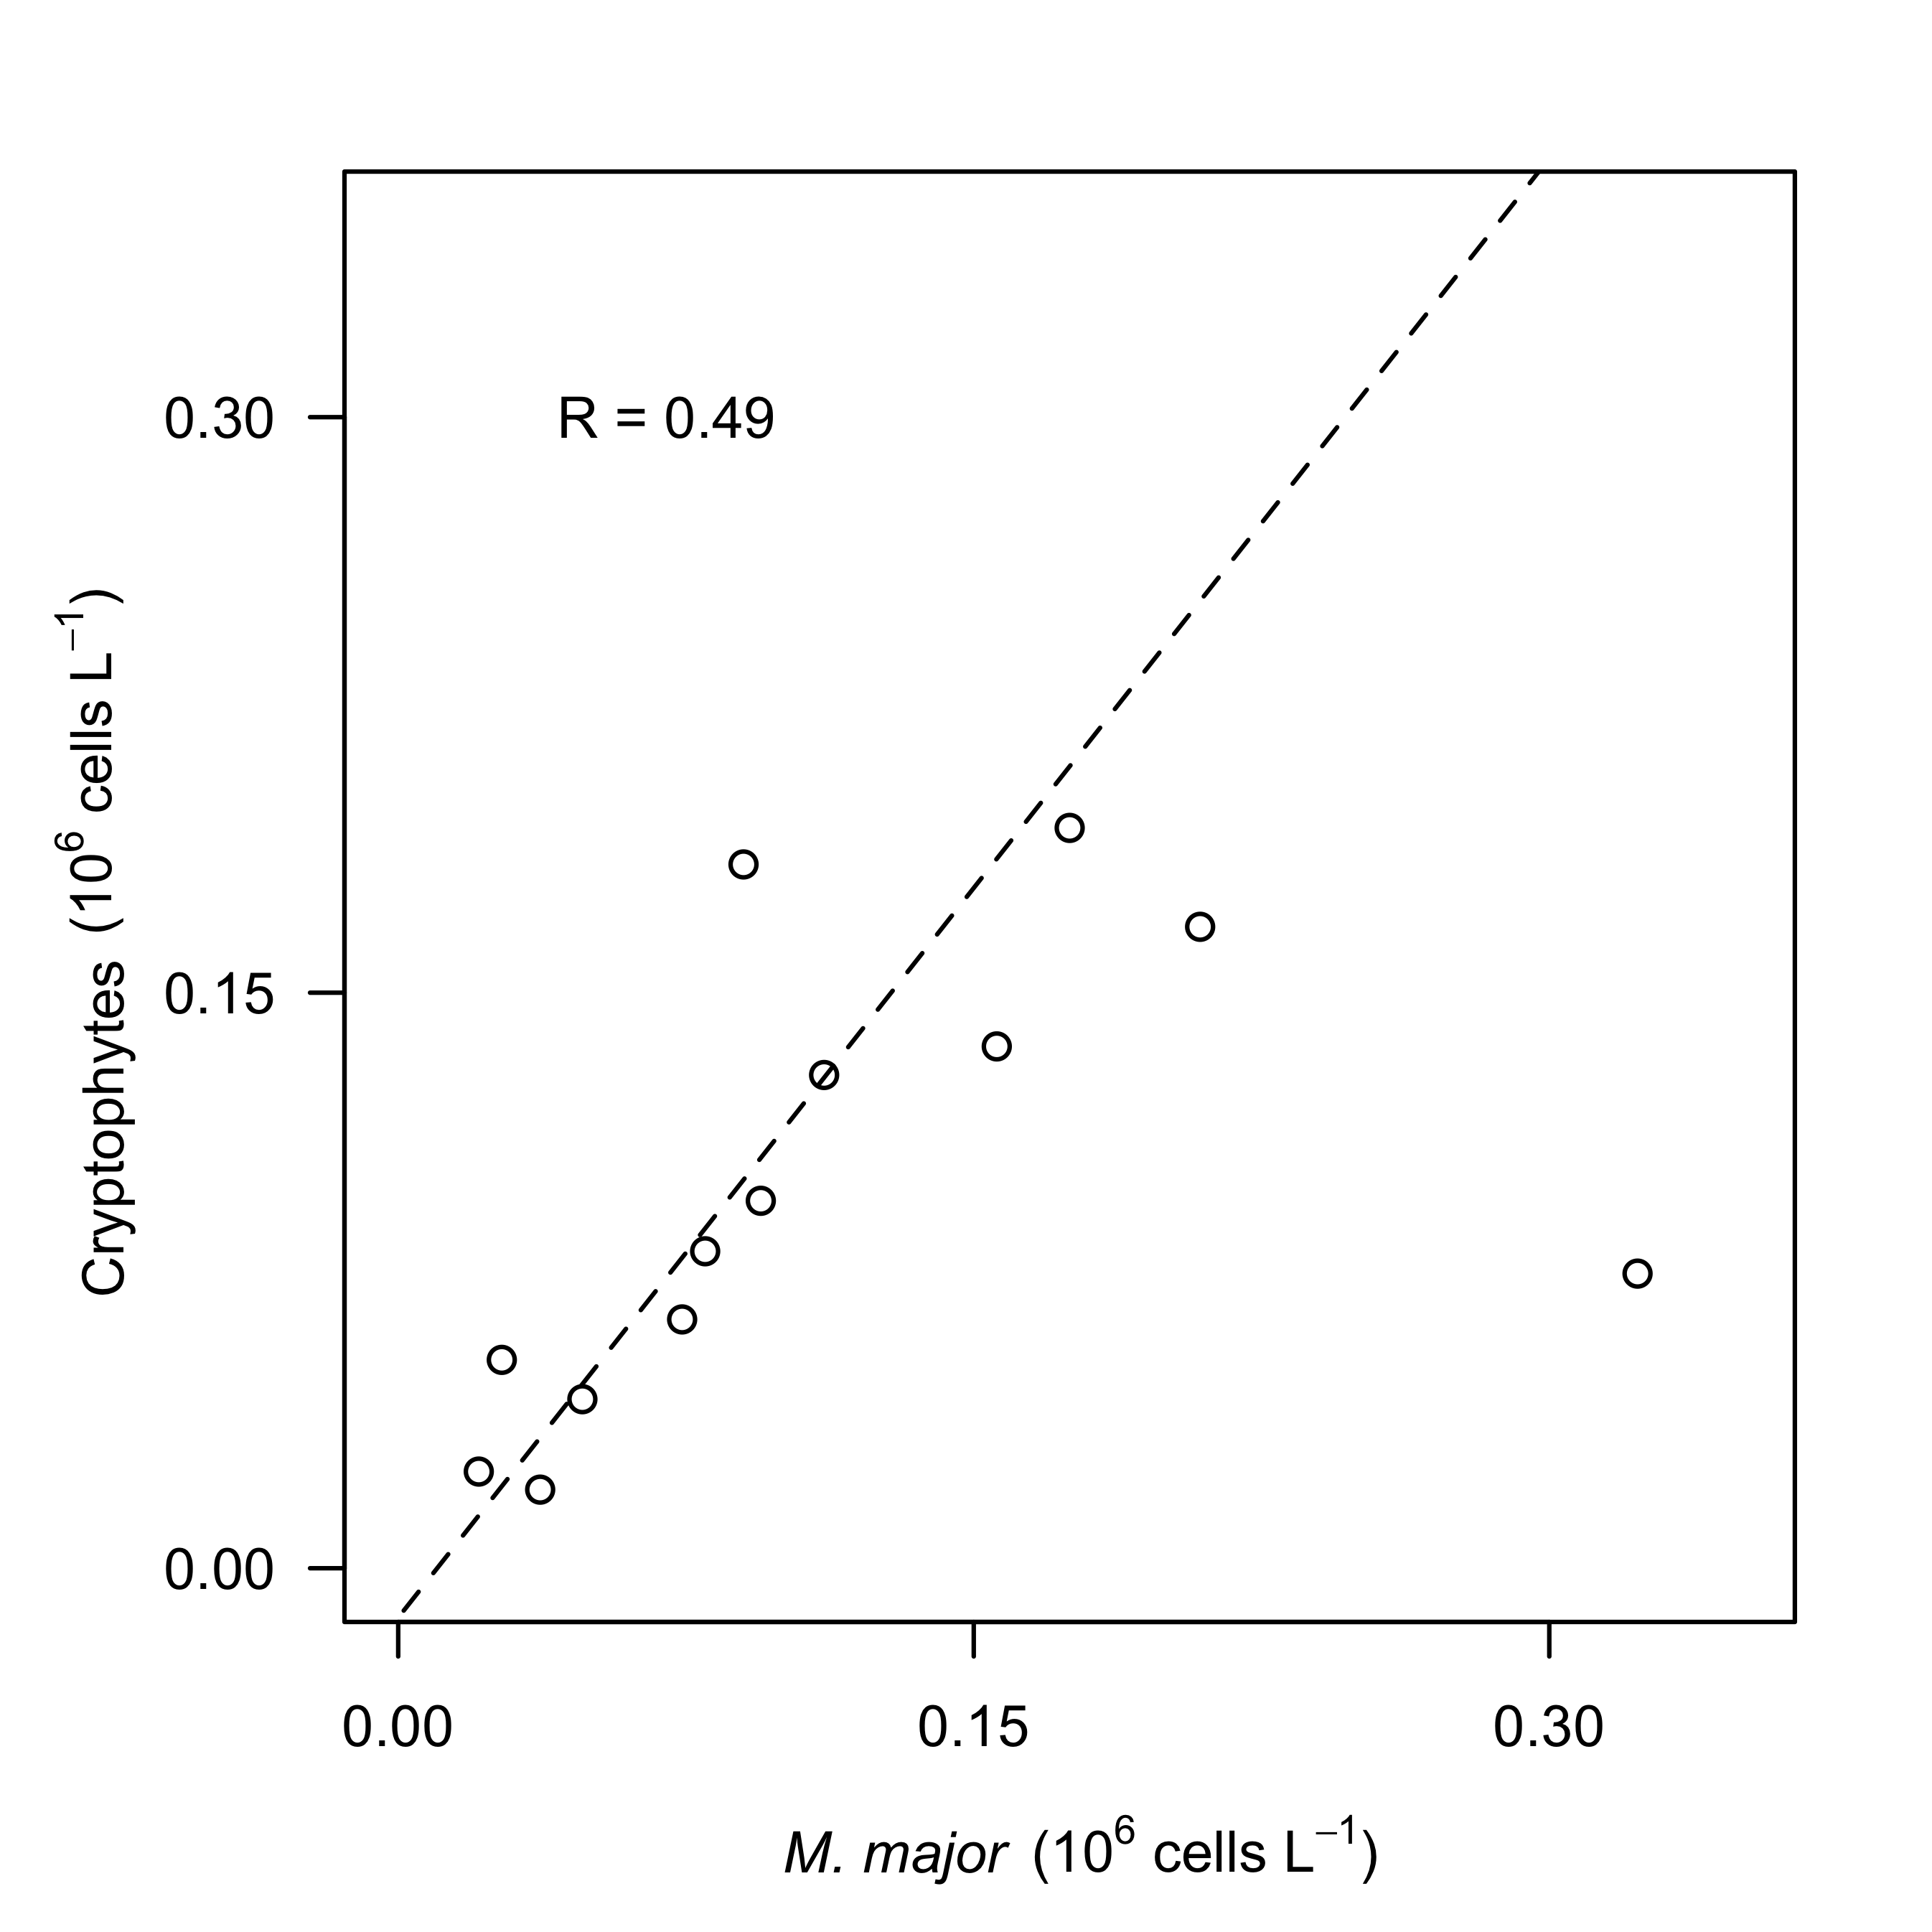 R = 0.49
0.30
0.15
0.00
Cryptophytes (10⁶ cells L⁻¹)
0.00 0.15 0.30
M. major (10⁶ cells L⁻¹)